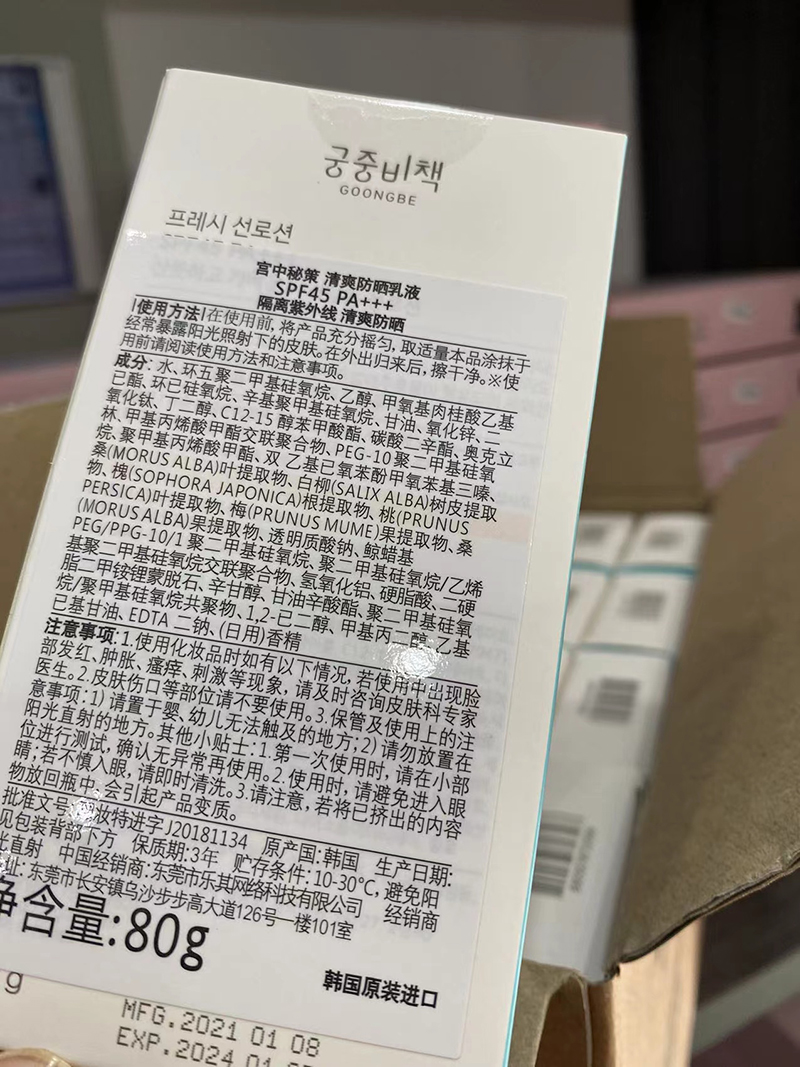 궁중비책
GOONGBE
프레시 선로션
宫中秘策 清爽防晒乳液
SPF45 PA+++
隔离紫外线 清爽防晒
|使用方法|在使用前,将产品充分摇匀,取适量本品涂抹于
经常暴露阳光照射下的皮肤。在外出归来后,擦干净。※使
用前请阅读使用方法和注意事项。
成分: 水、环五聚二甲基硅氧烷、乙醇、甲氧基肉桂酸乙基
已酯、环已硅氧烷、辛基聚甲基硅氧烷、甘油、氧化锌、二
氧化钛、丁二醇、C12-15 醇苯甲酸酯、碳酸二辛酯、奥克立
林、甲基丙烯酸甲酯交联聚合物、PEG-10 聚二甲基硅氧
烷、聚甲基丙烯酸甲酯、双乙基已氧苯酚甲氧苯基三嗪、
桑(MORUS ALBA)叶提取物、白柳(SALIX ALBA)树皮提取
物、槐(SOPHORA JAPONICA)根提取物、桃(PRUNUS
PERSICA)叶提取物、梅(PRUNUS MUME)果提取物、桑
(MORUS ALBA)果提取物、透明质酸钠、鲸蜡基
PEG/PPG-10/1 聚二甲基硅氧烷、聚二甲基硅氧烷/乙烯
基聚二甲基硅氧烷交联聚合物、氢氧化铝、硬脂酸、二硬
脂二甲铵锂蒙脱石、辛甘醇、甘油辛酸酯、聚二甲基硅氧
烷/聚甲基硅氧烷共聚物、1,2-已二醇、甲基丙二醇、乙基
已基甘油、EDTA 二钠、(日用)香精
注意事项: 1.使用化妆品时如有以下情况,若使用中出现脸
部发红、肿胀、瘙痒、刺激等现象,请及时咨询皮肤科专家
医生。2.皮肤伤口等部位请不要使用。3.保管及使用上的注
意事项:1) 请置于婴、幼儿无法触及的地方;2) 请勿放置在
阳光直射的地方。其他小贴士:1.第一次使用时,请在小部
位进行测试,确认无异常再使用。2.使用时,请避免进入眼
睛;若不慎入眼,请即时清洗。3.请注意,若将已挤出的内容
物放回瓶中,会引起产品变质。
批准文号: 妆特进字J20181134 原产国:韩国 生产日期:
见包装背部下方 保质期:3年 贮存条件:10-30℃,避免阳
光直射 中国经销商:东莞市乐其网络科技有限公司 经销商
址:东莞市长安镇乌沙步步高大道126号一楼101室
净含量:80g
韩国原装进口
g
MFG.2021 01 08
EXP.2024 01